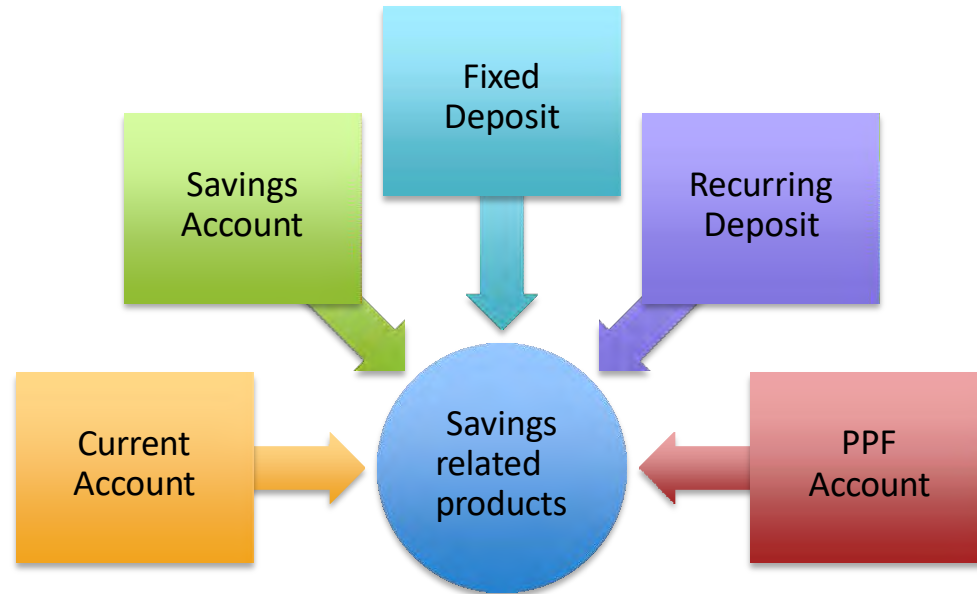 Fixed
Deposit
Savings
Account
Recurring
Deposit
Current
Account
Savings
related
products
PPF
Account